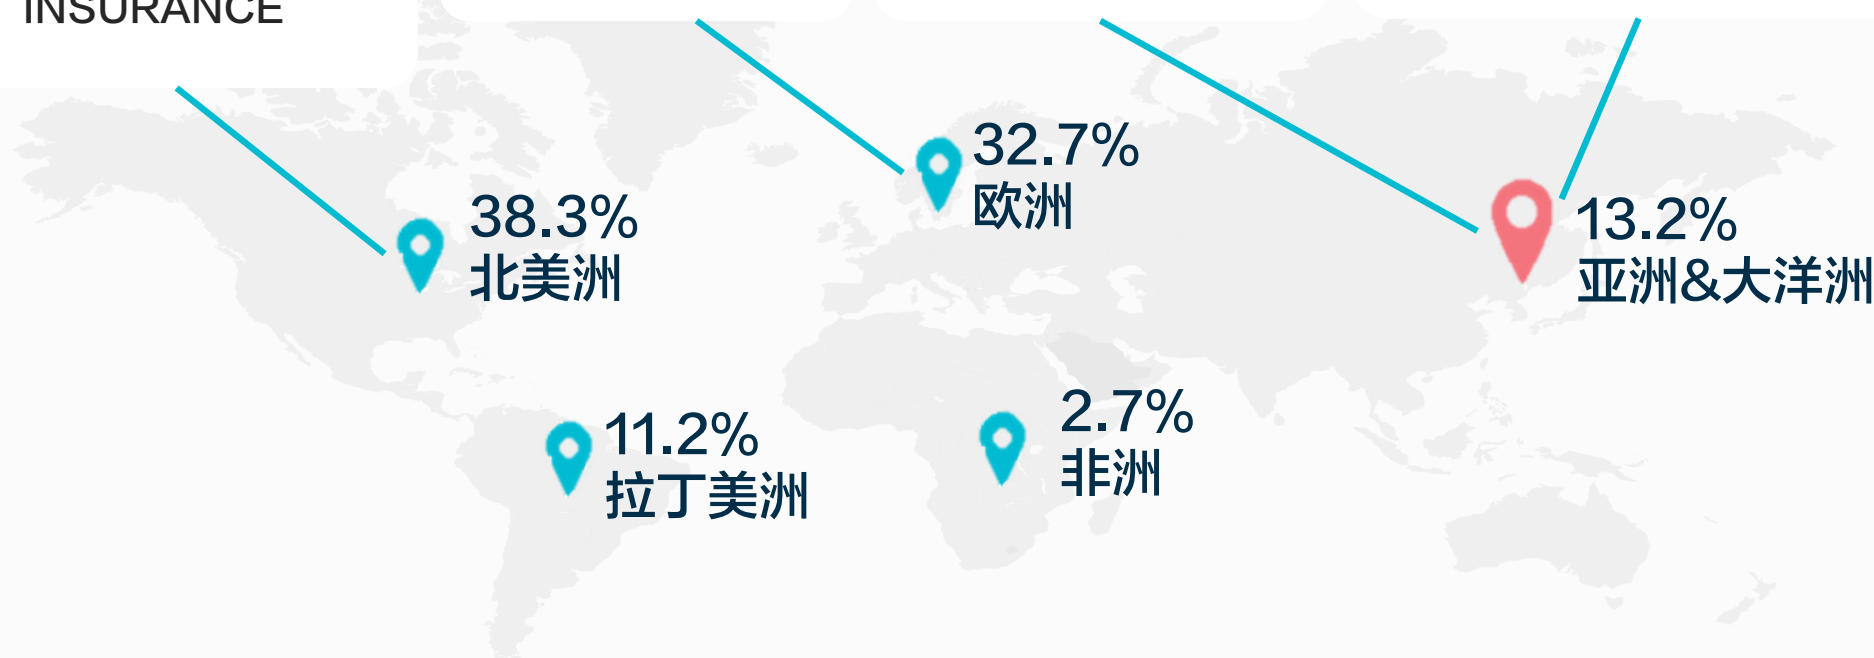 INSURANCE
32.7%
欧洲
38.3%
北美洲
13.2%
亚洲&大洋洲
2.7%
非洲
11.2%
拉丁美洲